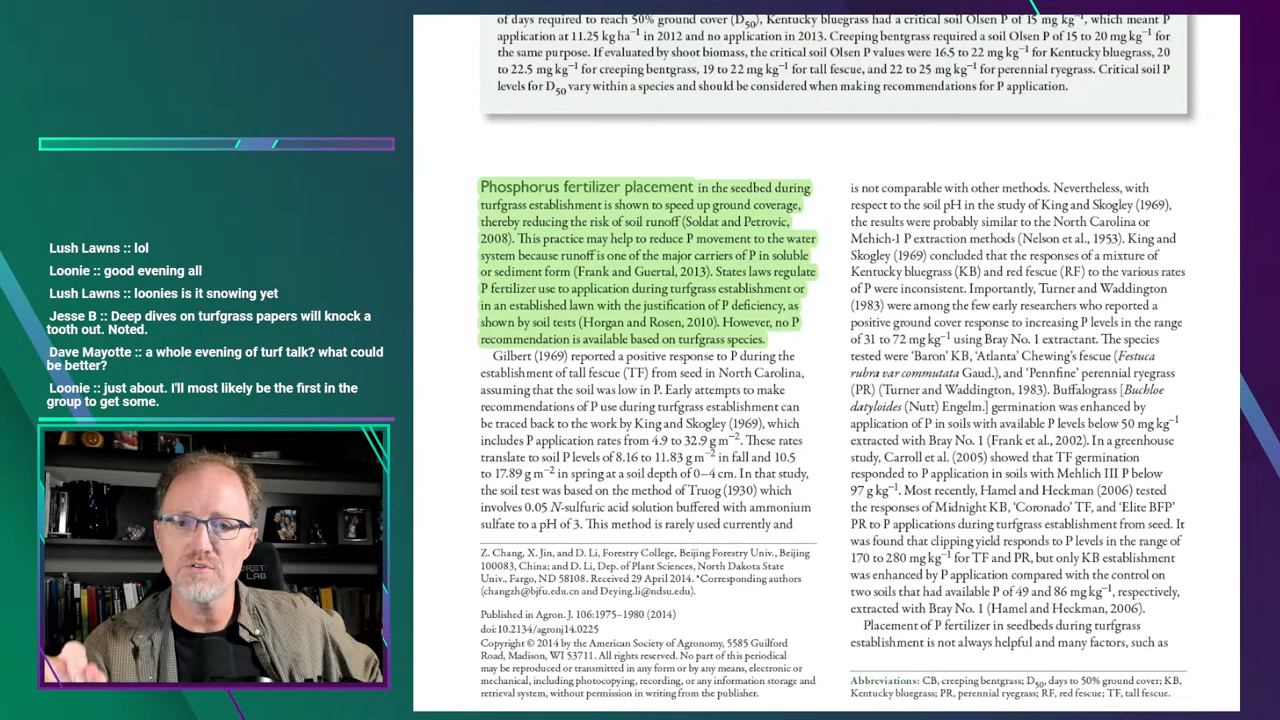 Lush Lawns :: lol
Loonie :: good evening all
Lush Lawns :: loonies is it snowing yet
Jesse B :: Deep dives on turfgrass papers will knock a
tooth out. Noted.
Dave Mayotte :: a whole evening of turf talk? what could
be better?
Loonie :: just about. I'll most likely be the first in the
group to get some.
of days required to reach 50% ground cover (D50), Kentucky bluegrass had a critical soil Olsen P of 15 mg kg−1, which meant P
application at 11.25 kg ha−1 in 2012 and no application in 2013. Creeping bentgrass required a soil Olsen P of 15 to 20 mg kg−1 for
the same purpose. If evaluated by shoot biomass, the critical soil Olsen P values were 16.5 to 22 mg kg−1 for Kentucky bluegrass, 20
to 22.5 mg kg−1 for creeping bentgrass, 19 to 22 mg kg−1 for tall fescue, and 22 to 25 mg kg−1 for perennial ryegrass. Critical soil P
levels for D50 vary within a species and should be considered when making recommendations for P application.
Phosphorus fertilizer placement in the seedbed during
turfgrass establishment is shown to speed up ground coverage,
thereby reducing the risk of soil runoff (Soldat and Petrovic,
2008). This practice may help to reduce P movement to the water
system because runoff is one of the major carriers of P in soluble
or sediment form (Frank and Guertal, 2013). States laws regulate
P fertilizer use to application during turfgrass establishment or
in an established lawn with the justification of P deficiency, as
shown by soil tests (Horgan and Rosen, 2010). However, no P
recommendation is available based on turfgrass species.
Gilbert (1969) reported a positive response to P during the
establishment of tall fescue (TF) from seed in North Carolina,
assuming that the soil was low in P. Early attempts to make
recommendations of P use during turfgrass establishment can
be traced back to the work by King and Skogley (1969), which
includes P application rates from 4.9 to 32.9 g m−2. These rates
translate to soil P levels of 8.16 to 11.83 g m−2 in fall and 10.5
to 17.89 g m−2 in spring at a soil depth of 0–4 cm. In that study,
the soil test was based on the method of Truog (1930) which
involves 0.05 N-sulfuric acid solution buffered with ammonium
sulfate to a pH of 3. This method is rarely used currently and
Z. Chang, X. Jin, and D. Li, Forestry College, Beijing Forestry Univ., Beijing
100083, China; and D. Li, Dep. of Plant Sciences, North Dakota State
Univ., Fargo, ND 58108. Received 29 April 2014. *Corresponding authors
(changzh@bjfu.edu.cn and Deying.li@ndsu.edu).
Published in Agron. J. 106:1975–1980 (2014)
doi:10.2134/agronj14.0225
Copyright © 2014 by the American Society of Agronomy, 5585 Guilford
Road, Madison, WI 53711. All rights reserved. No part of this periodical
may be reproduced or transmitted in any form or by any means, electronic or
mechanical, including photocopying, recording, or any information storage and
retrieval system, without permission in writing from the publisher.
is not comparable with other methods. Nevertheless, with
respect to the soil pH in the study of King and Skogley (1969),
the results were probably similar to the North Carolina or
Mehich-1 P extraction methods (Nelson et al., 1953). King and
Skogley (1969) concluded that the responses of a mixture of
Kentucky bluegrass (KB) and red fescue (RF) to the various rates
of P were inconsistent. Importantly, Turner and Waddington
(1983) were among the few early researchers who reported a
positive ground cover response to increasing P levels in the range
of 31 to 72 mg kg−1 using Bray No. 1 extractant. The species
tested were ‘Baron’ KB, ‘Atlanta’ Chewing’s fescue (Festuca
rubra var commutata Gaud.), and ‘Pennfine’ perennial ryegrass
(PR) (Turner and Waddington, 1983). Buffalograss [Buchloe
datyloides (Nutt) Engelm.] germination was enhanced by
application of P in soils with available P levels below 50 mg kg−1
extracted with Bray No. 1 (Frank et al., 2002). In a greenhouse
study, Carroll et al. (2005) showed that TF germination
responded to P application in soils with Mehlich III P below
97 g kg−1. Most recently, Hamel and Heckman (2006) tested
the responses of Midnight KB, ‘Coronado’ TF, and ‘Elite BFP’
PR to P applications during turfgrass establishment from seed. It
was found that clipping yield responds to P levels in the range of
170 to 280 mg kg−1 for TF and PR, but only KB establishment
was enhanced by P application compared with the control on
two soils that had available P of 49 and 86 mg kg−1, respectively,
extracted with Bray No. 1 (Hamel and Heckman, 2006).
Placement of P fertilizer in seedbeds during turfgrass
establishment is not always helpful and many factors, such as
Abbreviations: CB, creeping bentgrass; D50, days to 50% ground cover; KB,
Kentucky bluegrass; PR, perennial ryegrass; RF, red fescue; TF, tall fescue.